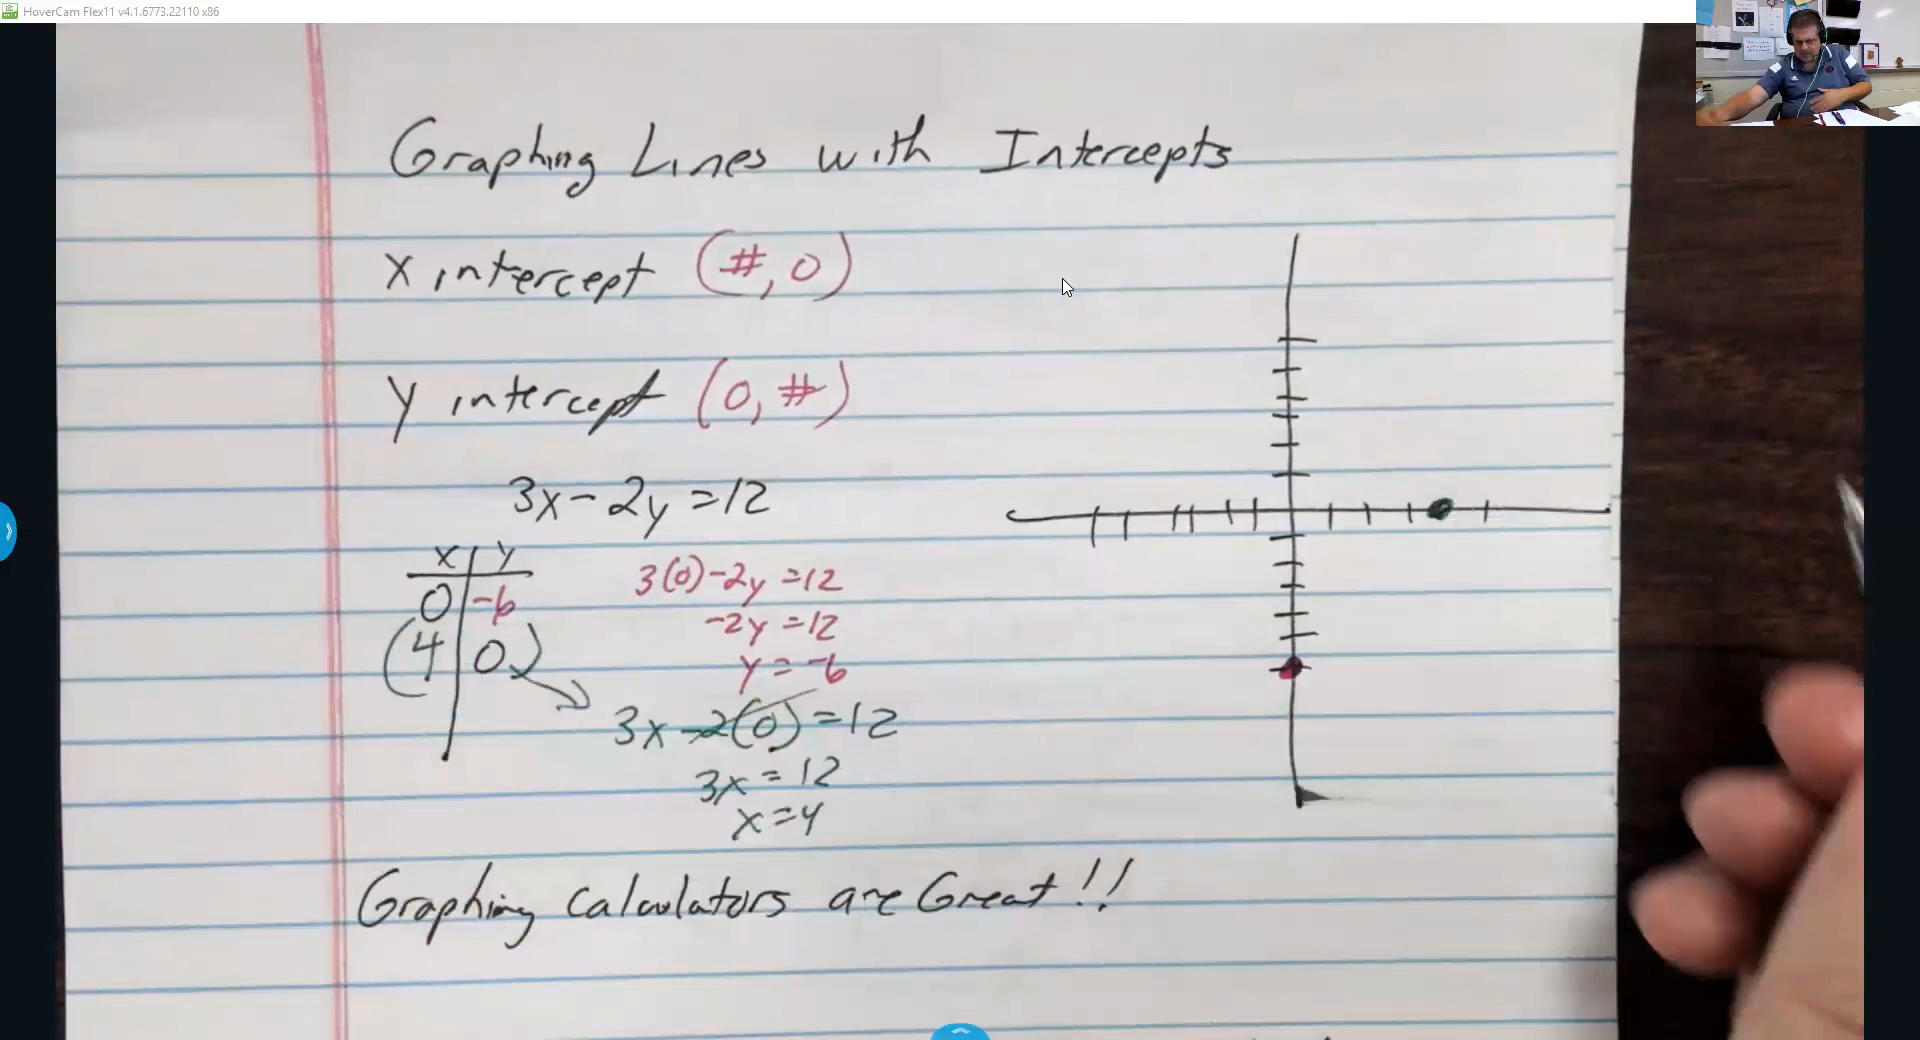 HoverCam Flex11 v4.1.6773.22110 x86
Graphing Lines with Intercepts
x intercept (#, 0)
y intercept (0, #)
3x - 2y = 12
x y
0 -6
(4 0)
3(0) - 2y = 12
-2y = 12
y = -6
3x - 2(0) = 12
3x = 12
x = 4
Graphing Calculators are Great!!